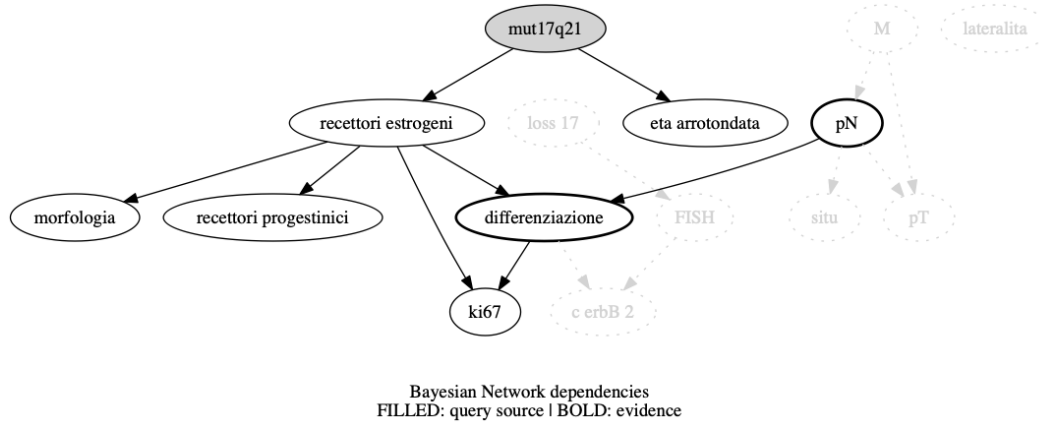 mut17q21
M
lateralita
recettori estrogeni
loss 17
eta arrotondata
pN
morfologia
recettori progestinici
differenziazione
FISH
situ
pT
ki67
c erbB 2
Bayesian Network dependencies
FILLED: query source | BOLD: evidence